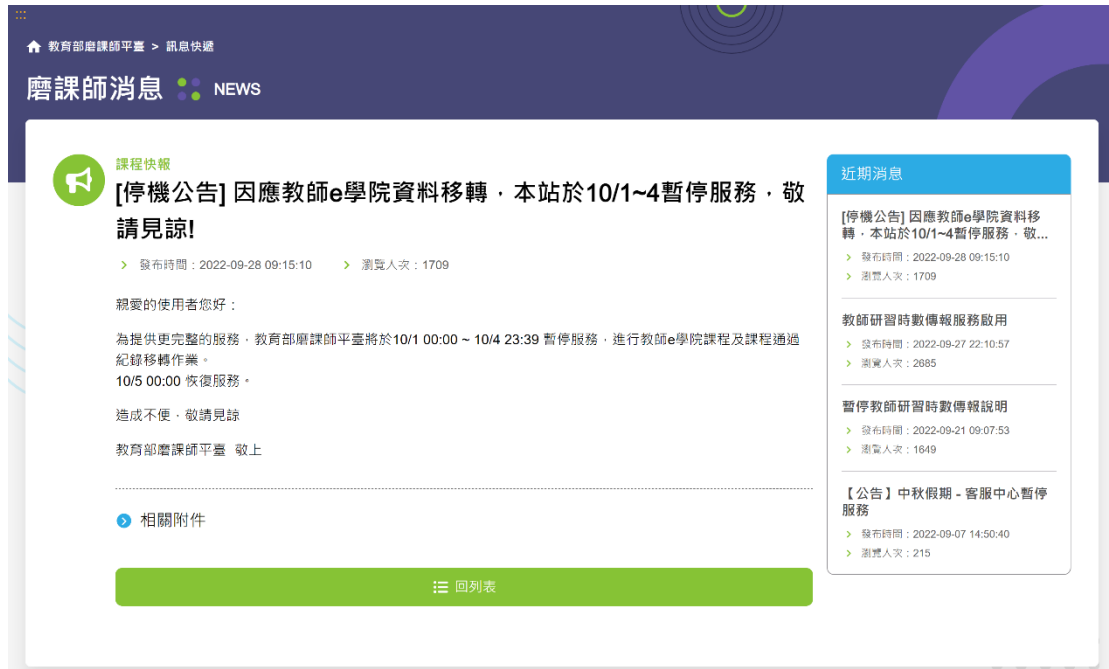 :::
教育部磨課師平臺 > 訊息快遞
磨課師消息 NEWS
課程快報
[停機公告] 因應教師e學院資料移轉，本站於10/1~4暫停服務，敬
請見諒!
發布時間：2022-09-28 09:15:10 瀏覽人次：1709
親愛的使用者您好：
為提供更完整的服務，教育部磨課師平臺將於10/1 00:00 ~ 10/4 23:39 暫停服務，進行教師e學院課程及課程通過
紀錄移轉作業。
10/5 00:00 恢復服務。
造成不便，敬請見諒
教育部磨課師平臺 敬上
相關附件
回列表
近期消息
[停機公告] 因應教師e學院資料移
轉，本站於10/1~4暫停服務，敬...
發布時間：2022-09-28 09:15:10
瀏覽人次：1709
教師研習時數傳報服務啟用
發布時間：2022-09-27 22:10:57
瀏覽人次：2685
暫停教師研習時數傳報說明
發布時間：2022-09-21 09:07:53
瀏覽人次：1649
【公告】中秋假期 - 客服中心暫停
服務
發布時間：2022-09-07 14:50:40
瀏覽人次：215